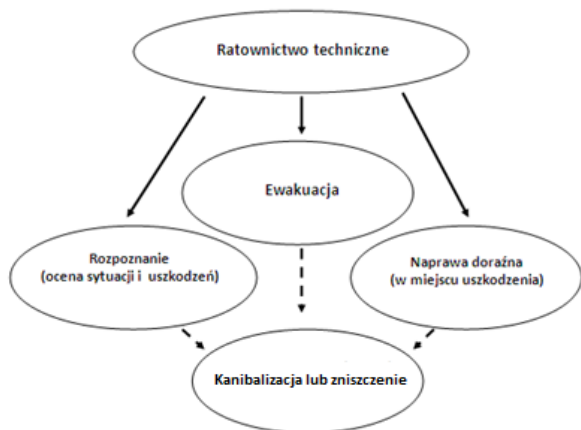 Ratownictwo techniczne
Ewakuacja
Rozpoznanie
(ocena sytuacji i uszkodzeń)
Naprawa doraźna
(w miejscu uszkodzenia)
Kanibalizacja lub zniszczenie